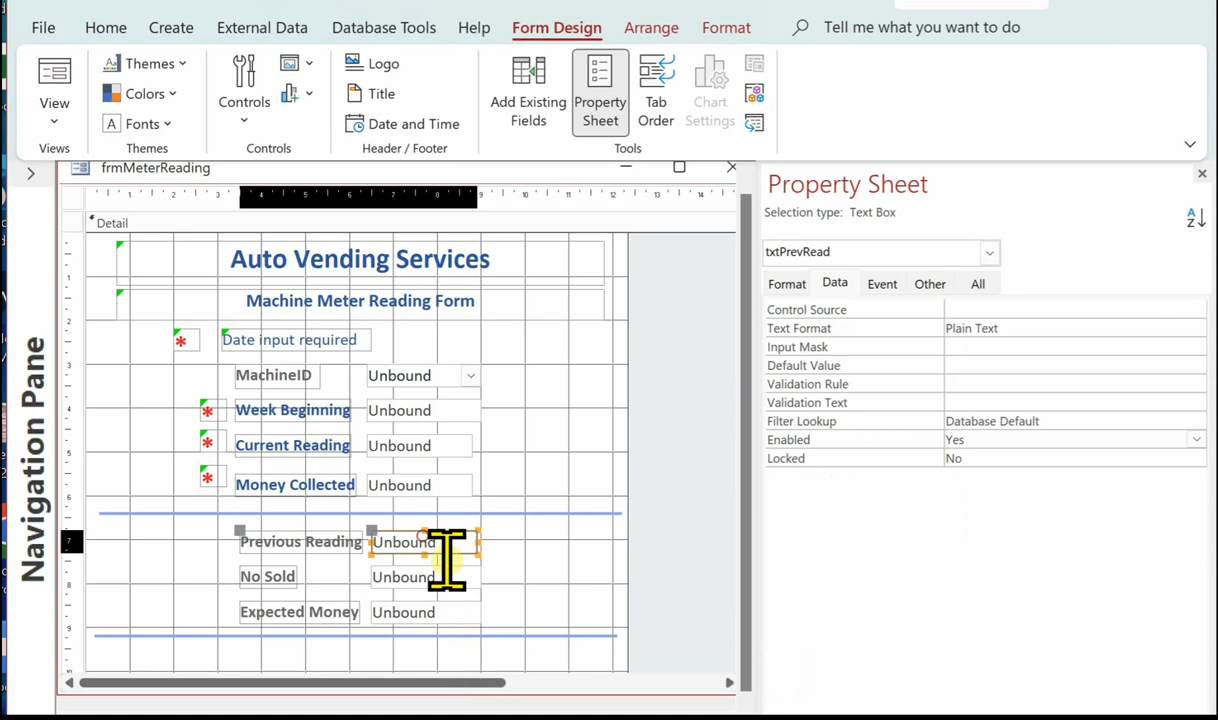 File Home Create External Data Database Tools Help Form Design Arrange Format Tell me what you want to do
View
Views
Themes
Colors
Fonts
Themes
Controls
Controls
Logo
Title
Date and Time
Header / Footer
Add Existing Fields
Property Sheet
Tab Order
Chart Settings
Tools
Navigation Pane
frmMeterReading
Detail
Auto Vending Services
Machine Meter Reading Form
* Date input required
MachineID Unbound
* Week Beginning Unbound
* Current Reading Unbound
* Money Collected Unbound
Previous Reading Unbound
No Sold Unbound
Expected Money Unbound
Property Sheet
Selection type: Text Box
txtPrevRead
Format Data Event Other All
Control Source
Text Format Plain Text
Input Mask
Default Value
Validation Rule
Validation Text
Filter Lookup Database Default
Enabled Yes
Locked No